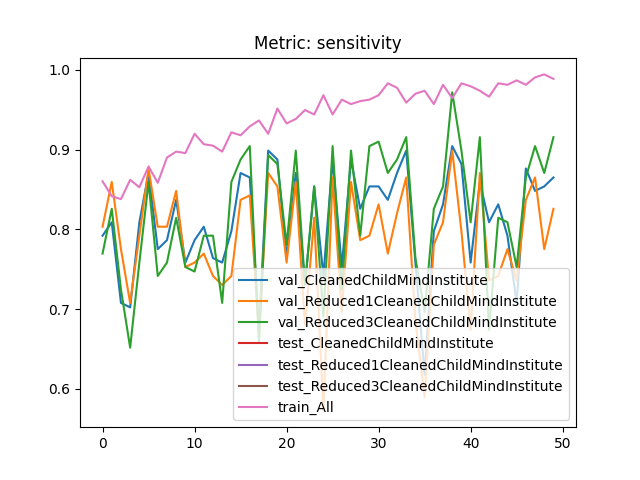 Metric: sensitivity
1.0
0.9
0.8
0.7
0.6
val_CleanedChildMindInstitute
val_Reduced1CleanedChildMindInstitute
val_Reduced3CleanedChildMindInstitute
test_CleanedChildMindInstitute
test_Reduced1CleanedChildMindInstitute
test_Reduced3CleanedChildMindInstitute
train_All
0 10 20 30 40 50